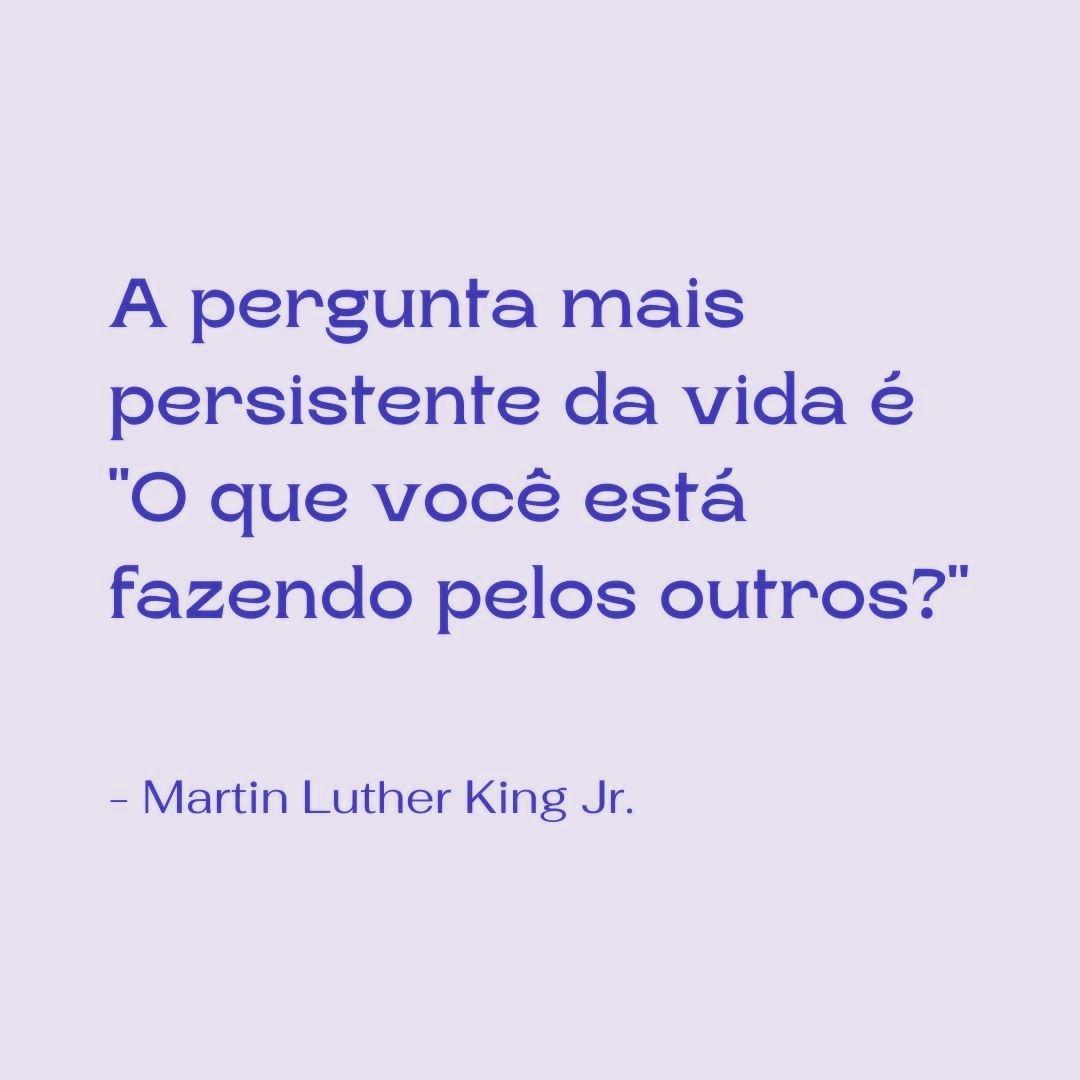 A pergunta mais
persistente da vida é
"O que você está
fazendo pelos outros?"
- Martin Luther King Jr.